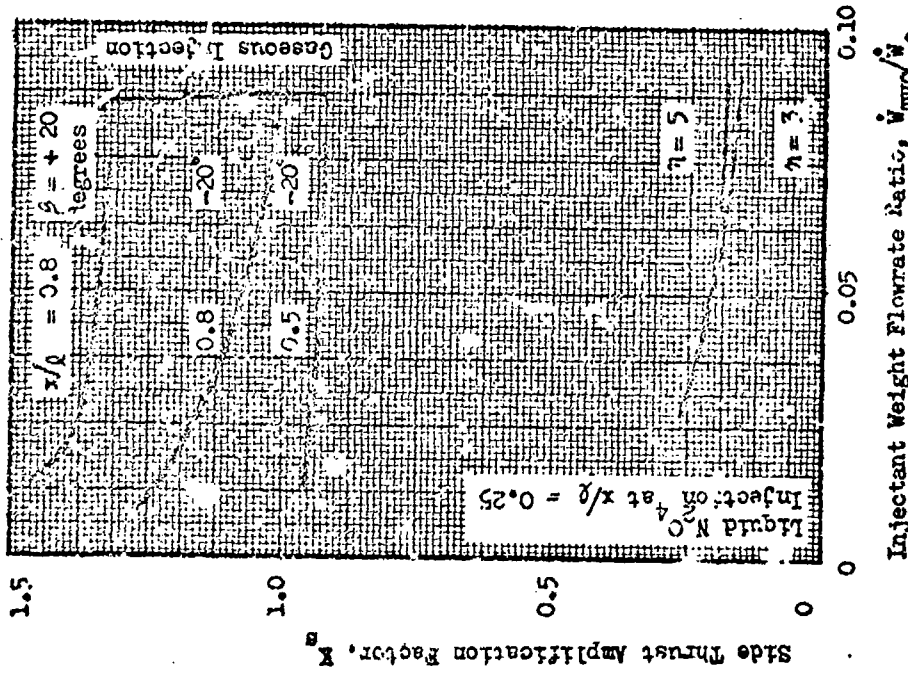 1.5
1.0
0.5
0
Side Thrust Amplification Factor, K_s
x/ℓ = 0.8
β = +20
degrees
Gaseous Injection
0.8
-20°
0.5
-20°
η = 5
η = 3
Liquid N₂O₄
Injection at x/ℓ = 0.25
0
0.05
0.10
Injectant Weight Flowrate Ratio,